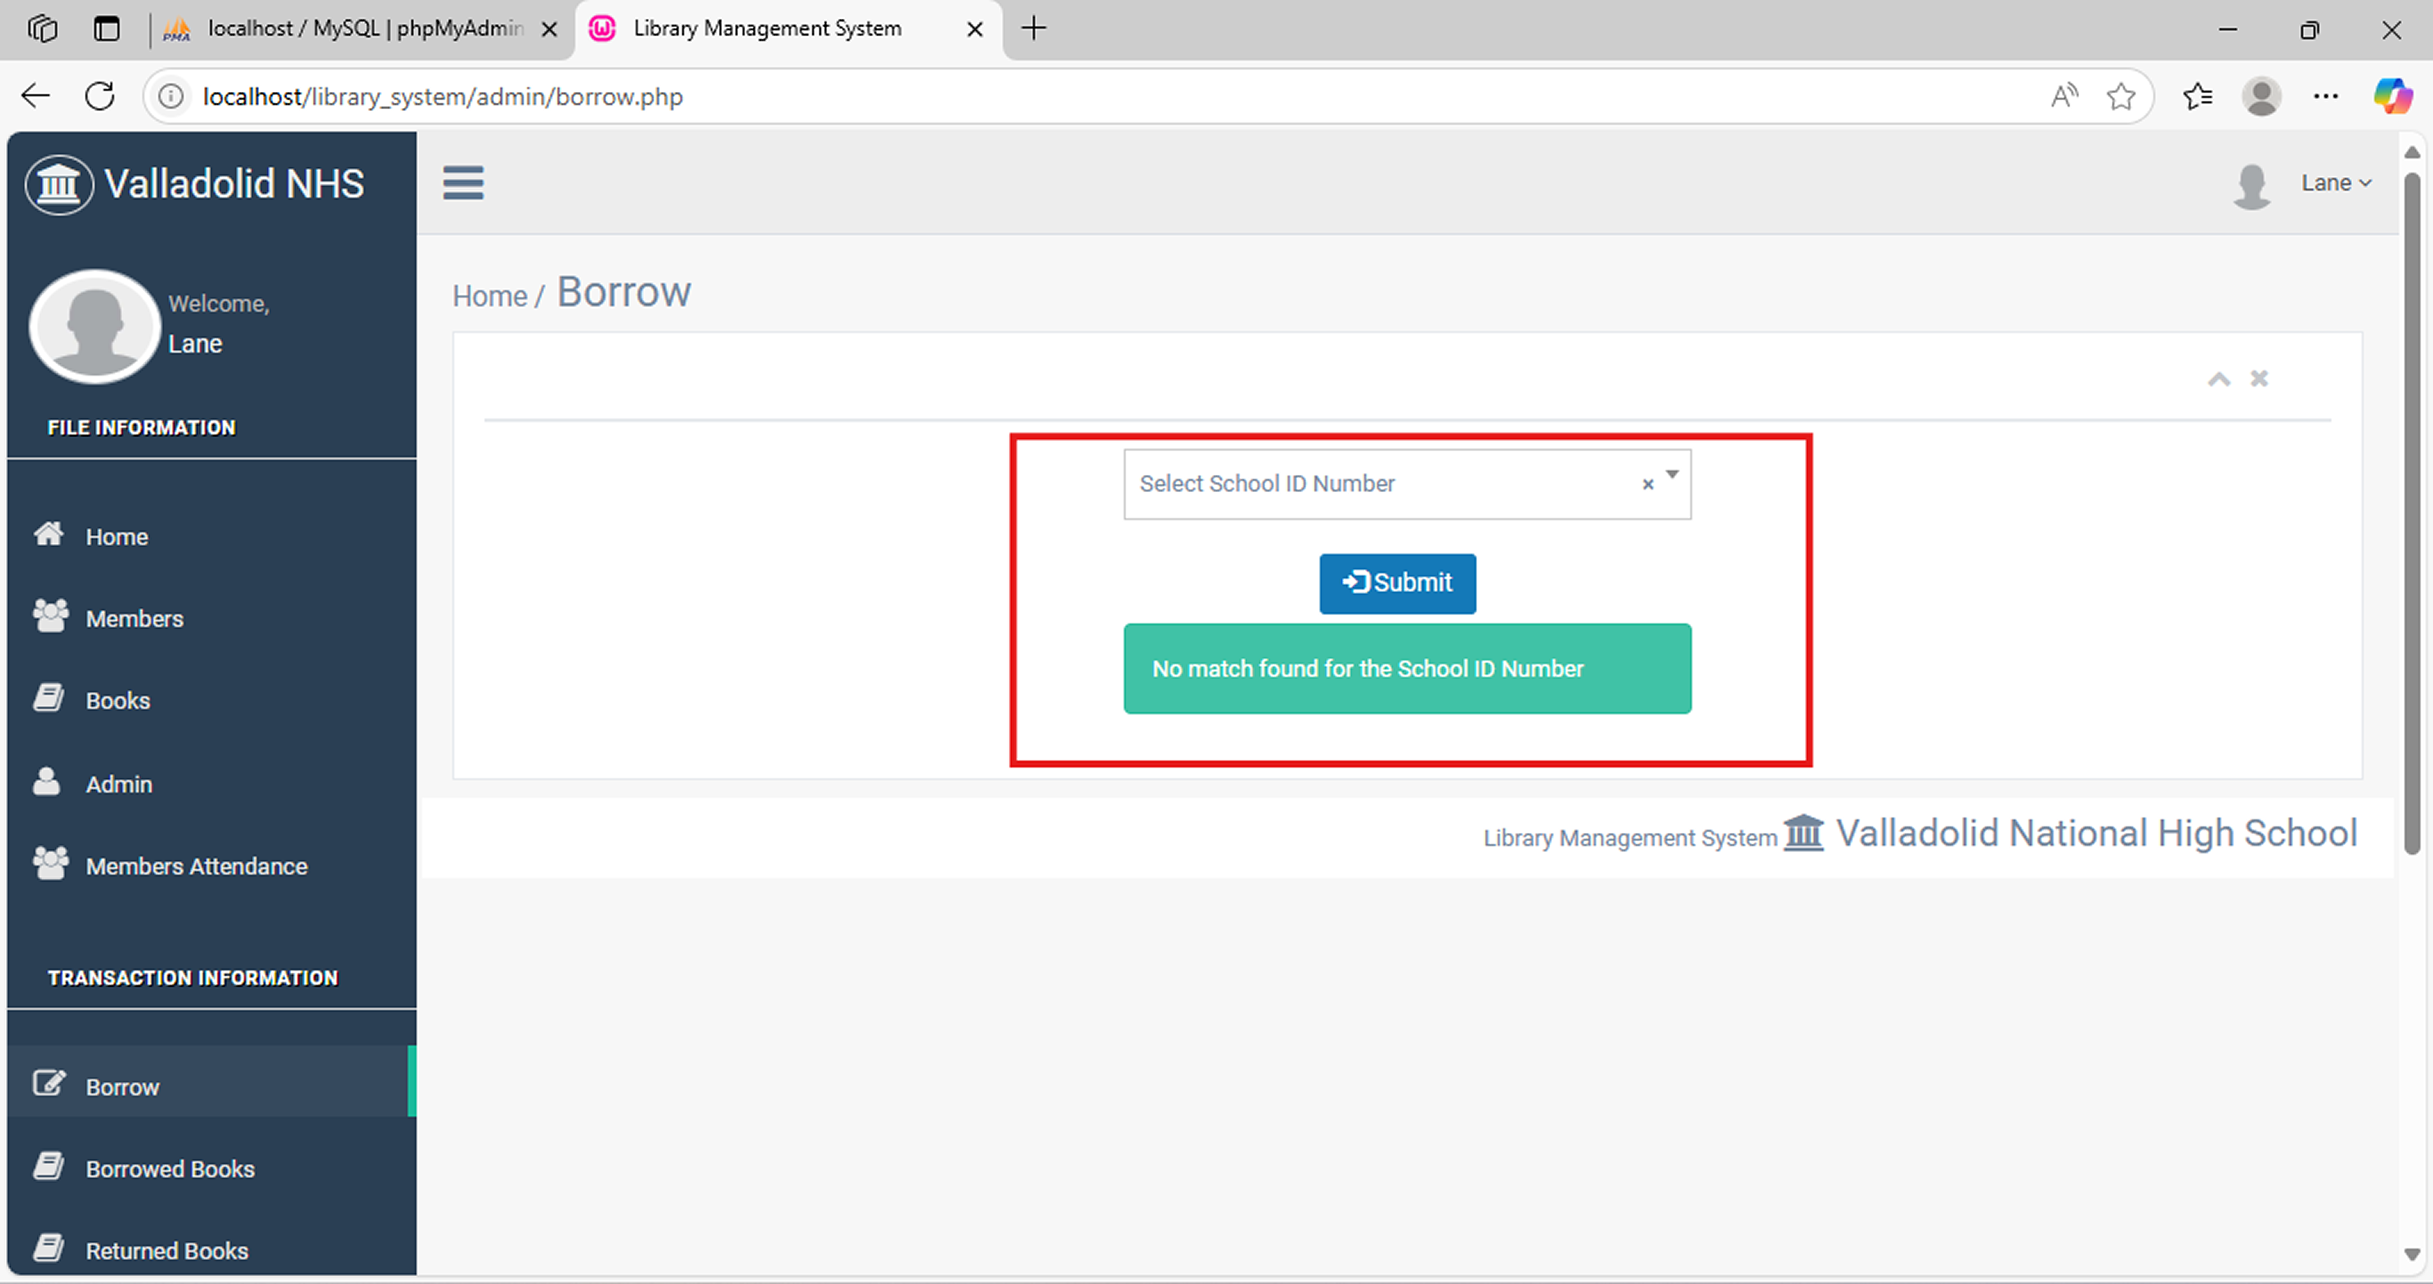 localhost / MySQL | phpMyAdmin
Library Management System
localhost/library_system/admin/borrow.php
Valladolid NHS
Lane
Welcome,
Lane
Home / Borrow
FILE INFORMATION
Select School ID Number
Home
Submit
Members
No match found for the School ID Number
Books
Admin
Library Management System Valladolid National High School
Members Attendance
TRANSACTION INFORMATION
Borrow
Borrowed Books
Returned Books